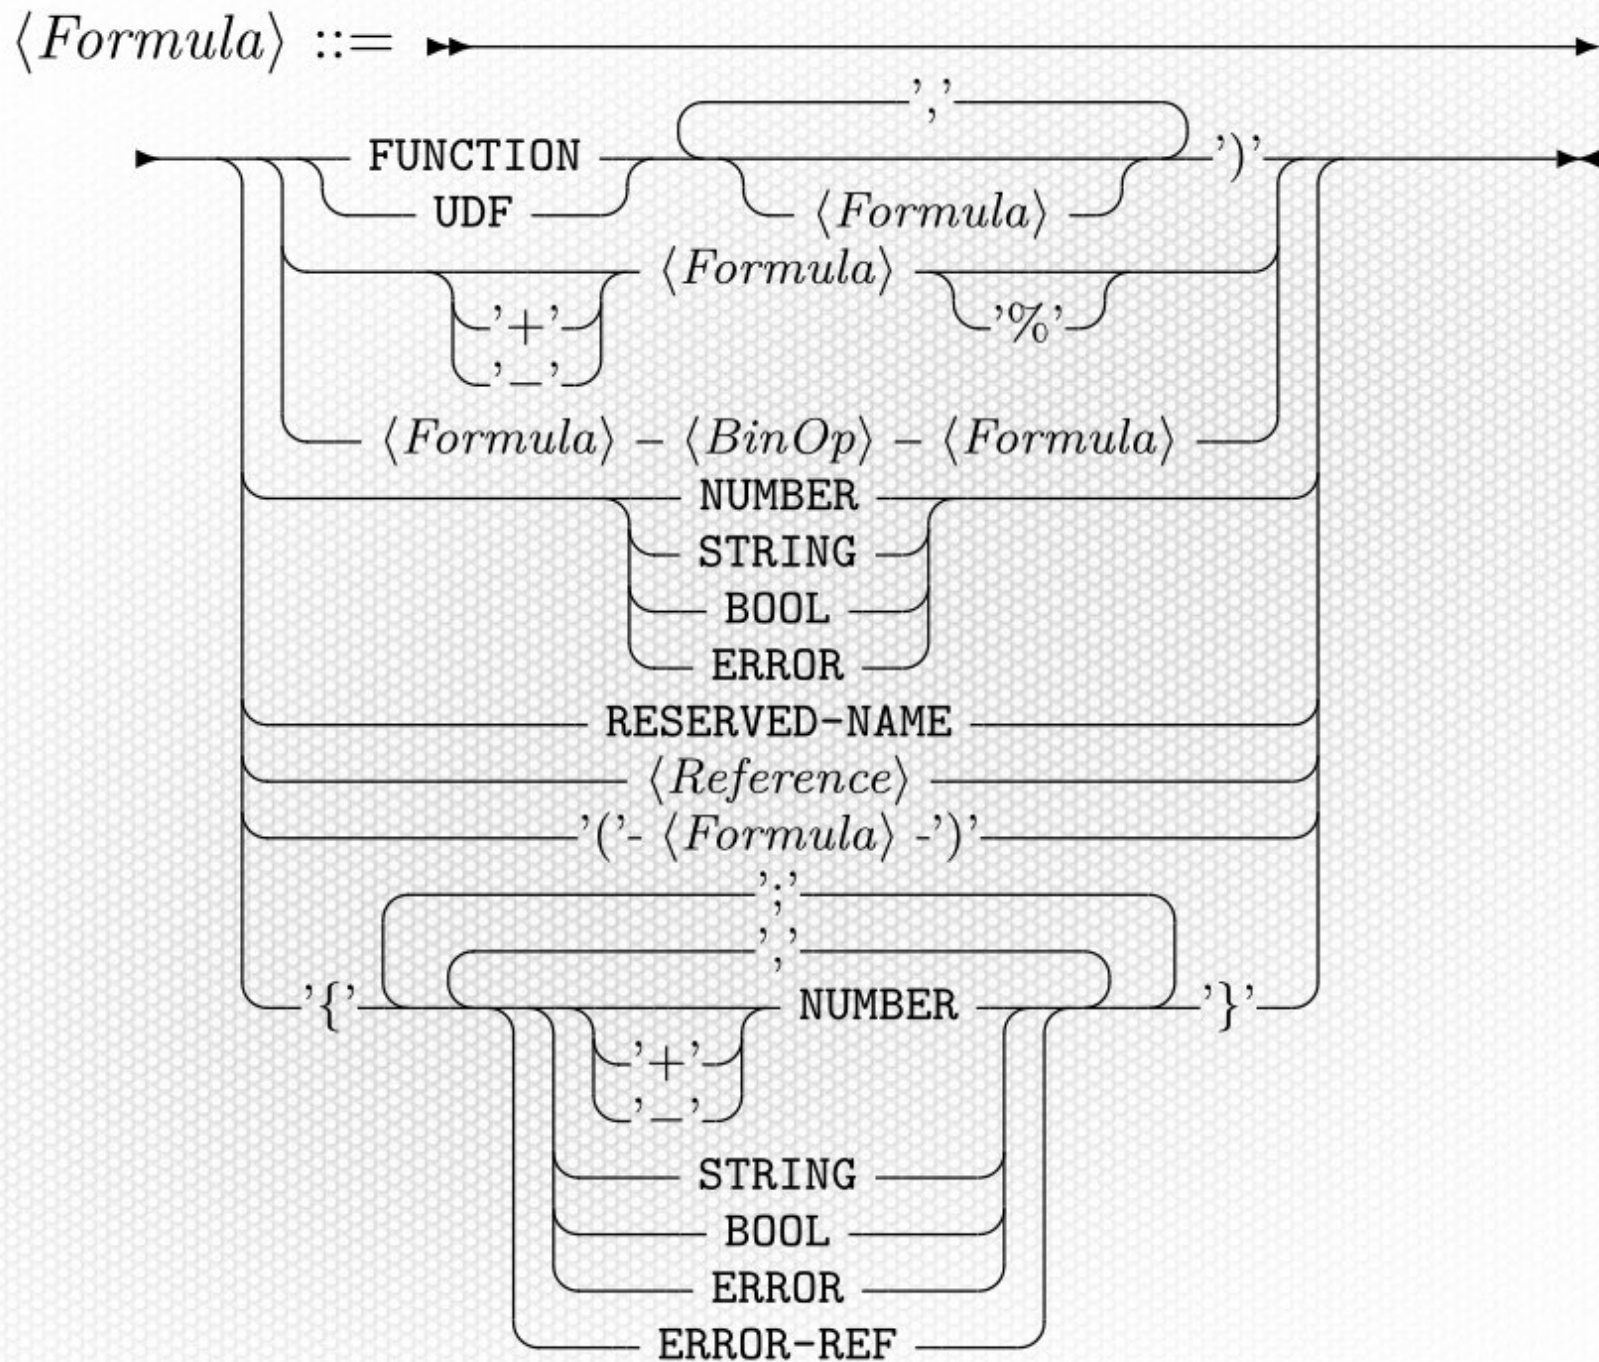 ⟨Formula⟩ ::=
','
FUNCTION ')'
UDF ⟨Formula⟩
⟨Formula⟩
'+' '%'
'−'
⟨Formula⟩ – ⟨BinOp⟩ – ⟨Formula⟩
NUMBER
STRING
BOOL
ERROR
RESERVED-NAME
⟨Reference⟩
'('- ⟨Formula⟩ -')'
';'
','
'{' NUMBER '}'
'+'
'−'
STRING
BOOL
ERROR
ERROR-REF